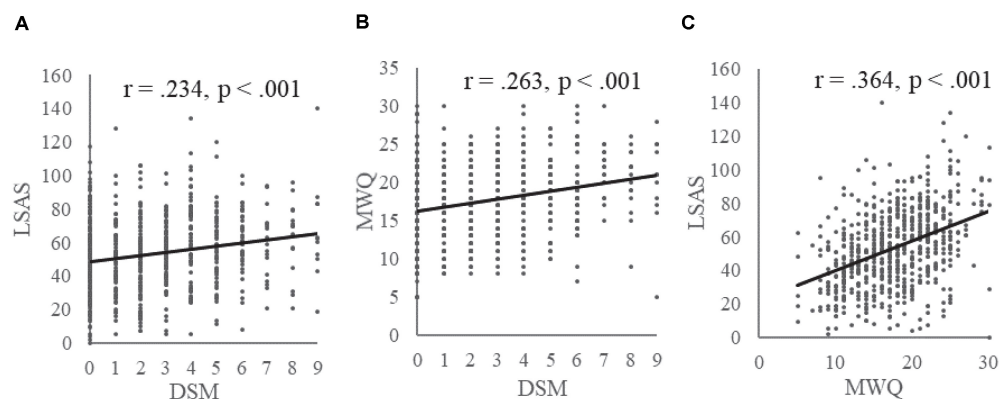 A
r = .234, p < .001
LSAS
160
140
120
100
80
60
40
20
0
0 1 2 3 4 5 6 7 8 9
DSM
B
r = .263, p < .001
MWQ
35
30
25
20
15
10
5
0
0 1 2 3 4 5 6 7 8 9
DSM
C
r = .364, p < .001
LSAS
160
140
120
100
80
60
40
20
0
0 10 20 30
MWQ